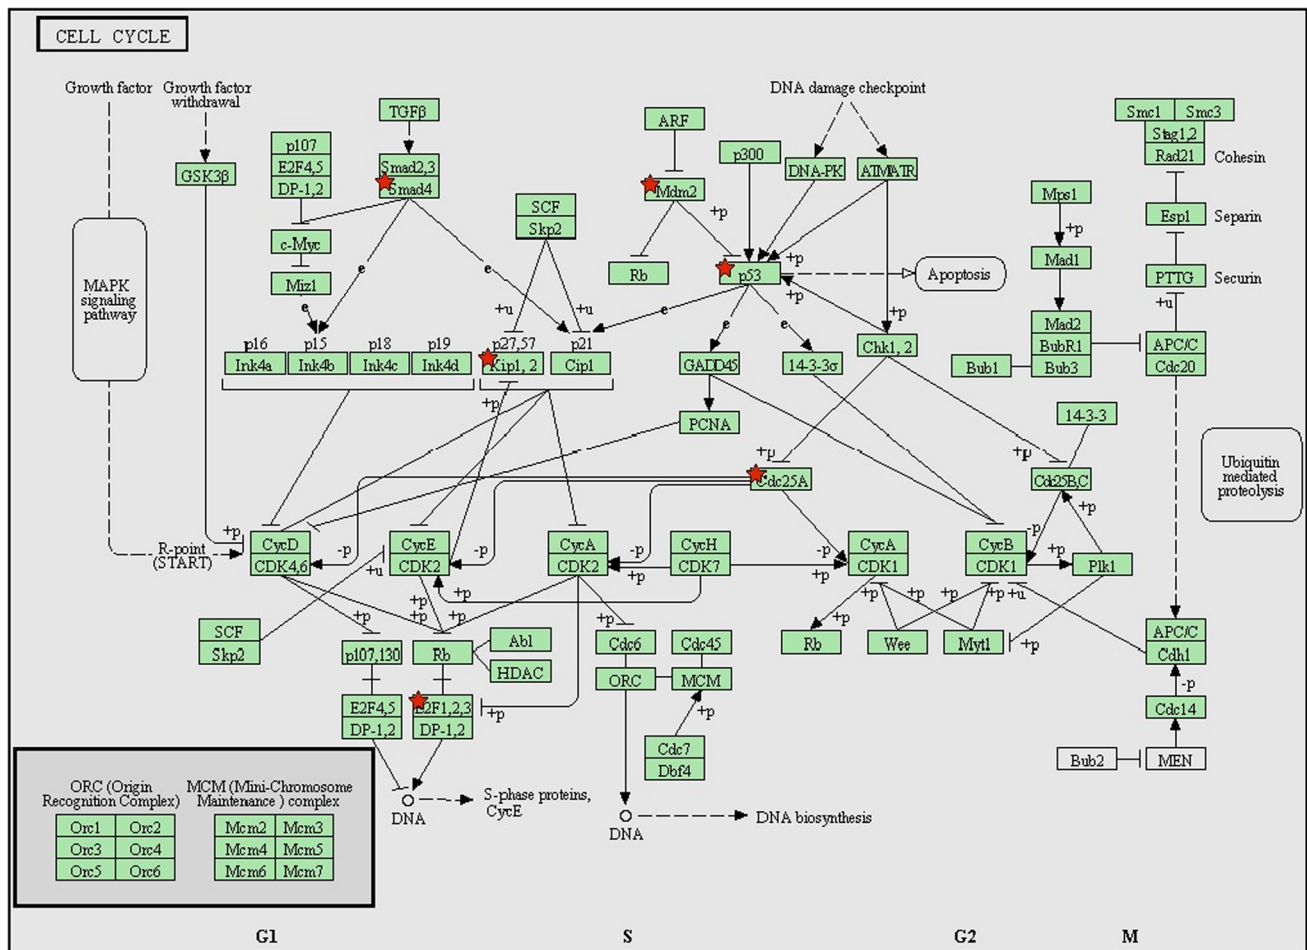 CELL CYCLE
Growth factor
Growth factor
withdrawal
TGFβ
ARF
DNA damage checkpoint
Smc1 Smc3
Stag1,2
Rad21
Cohesin
p107
E2F4,5
DP-1,2
GSK3β
Smad2,3
Smad4
p300
DNA-PK
ATM/ATR
Mdm2
Mps1
Esp1
Separin
SCF
Skp2
+p
+p
c-Myc
Mad1
Miz1
e
e
Rb
p53
+p
+p
Apoptosis
PTTG
Securin
MAPK
signaling
pathway
e
+u
+u
e
e
e
+p
+u
Mad2
BubR1
Bub3
Bub1
APC/C
Cdc20
p16
Ink4a
p15
Ink4b
p18
Ink4c
p19
Ink4d
p27,57
Kip1, 2
p21
Cip1
GADD45
14-3-3σ
Chk1, 2
+p
PCNA
14-3-3
+p
+p
Cdc25A
Cdc25B,C
Ubiquitin
mediated
proteolysis
R-point
(START)
+p
CycD
CDK4,6
-p
CycE
CDK2
-p
+u
CycA
CDK2
-p
+p
CycH
CDK7
-p
+p
CycA
CDK1
CycB
CDK1
-p
+p
+p
Plk1
+p
+p
+p
+p
+p
+p
+p
+p
+p
+u
+p
SCF
Skp2
p107,130
Rb
Abl
HDAC
Cdc6
Cdc45
ORC
MCM
Rb
Wee
Myt1
APC/C
Cdh1
-p
E2F4,5
DP-1,2
E2F1,2,3
DP-1,2
+p
+p
Cdc7
Dbf4
Cdc14
Bub2
MEN
DNA
S-phase proteins,
CycE
DNA
DNA biosynthesis
ORC (Origin
Recognition Complex)
MCM (Mini-Chromosome
Maintenance ) complex
Orc1 Orc2
Orc3 Orc4
Orc5 Orc6
Mcm2 Mcm3
Mcm4 Mcm5
Mcm6 Mcm7
G1 S G2 M